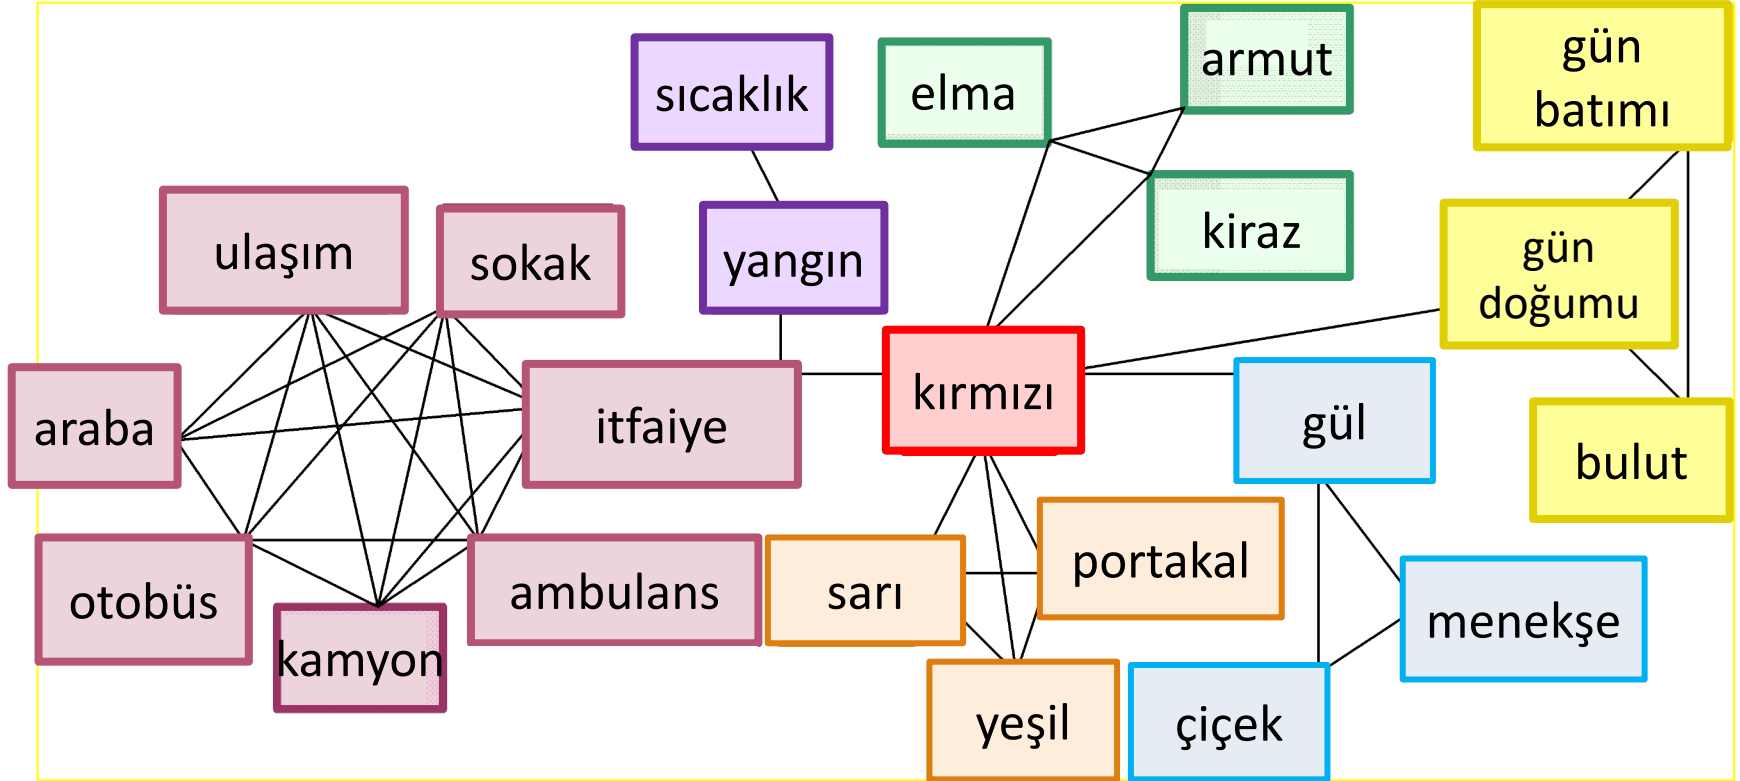 sıcaklık
elma
armut
gün
batımı
ulaşım
sokak
yangın
kiraz
gün
doğumu
araba
itfaiye
kırmızı
gül
bulut
otobüs
kamyon
ambulans
sarı
portakal
yeşil
çiçek
menekşe